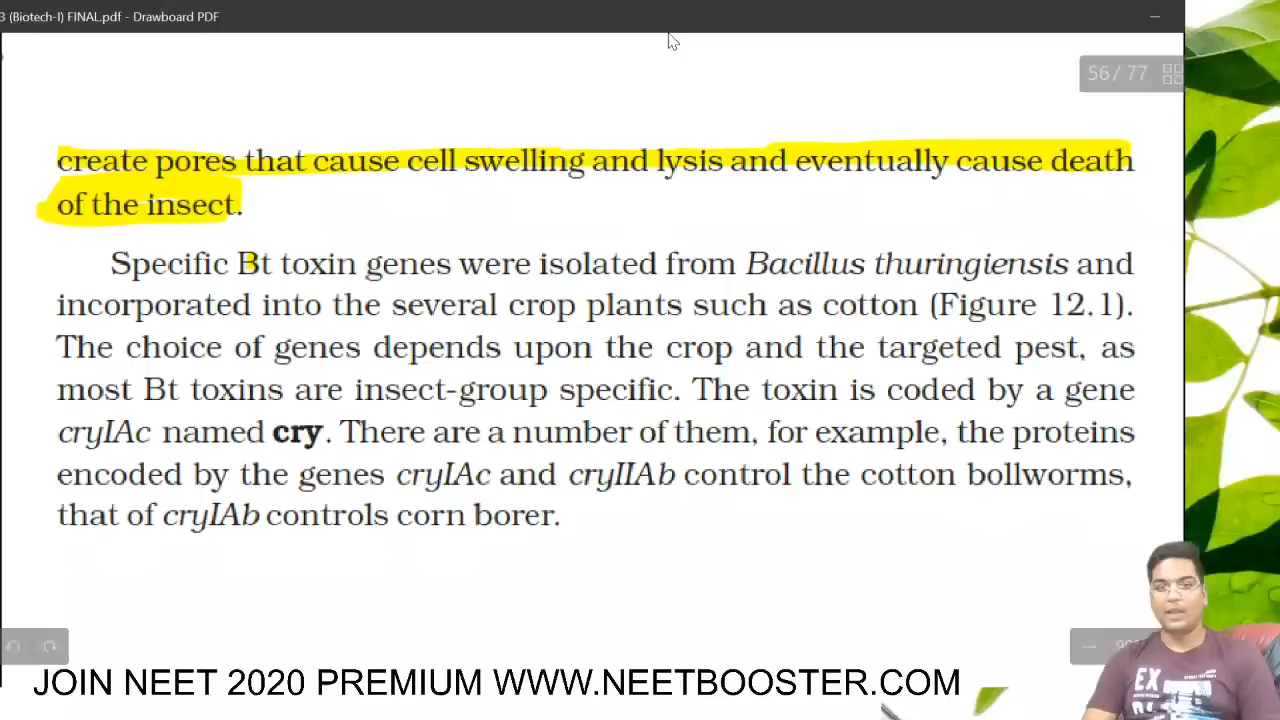 3 (Biotech-I) FINAL.pdf - Drawboard PDF
56 / 77
create pores that cause cell swelling and lysis and eventually cause death
of the insect.
Specific Bt toxin genes were isolated from Bacillus thuringiensis and
incorporated into the several crop plants such as cotton (Figure 12.1).
The choice of genes depends upon the crop and the targeted pest, as
most Bt toxins are insect-group specific. The toxin is coded by a gene
cryIAc named cry. There are a number of them, for example, the proteins
encoded by the genes cryIAc and cryIIAb control the cotton bollworms,
that of cryIAb controls corn borer.
EX
JOIN NEET 2020 PREMIUM WWW.NEETBOOSTER.COM